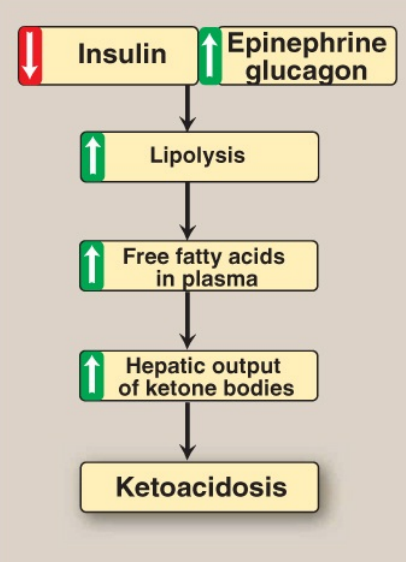 Insulin
Epinephrine
glucagon
Lipolysis
Free fatty acids
in plasma
Hepatic output
of ketone bodies
Ketoacidosis